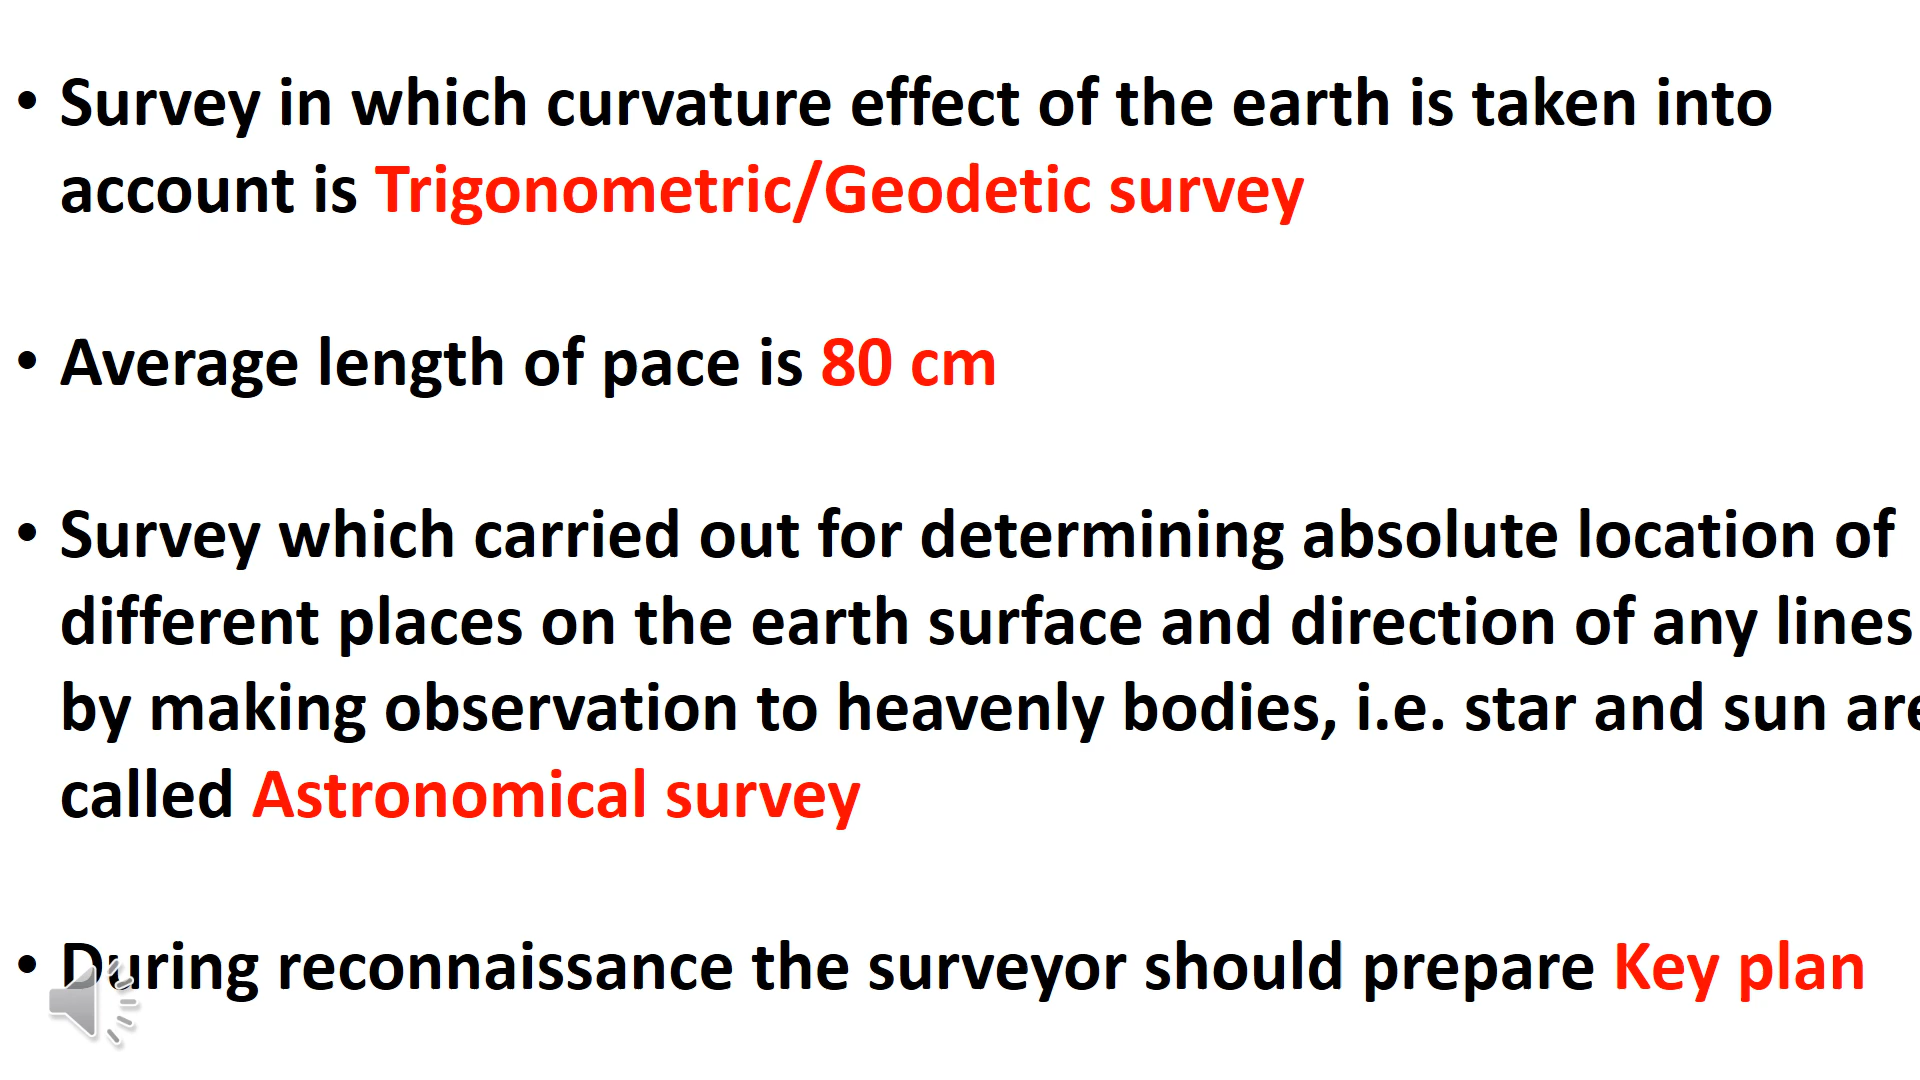 • Survey in which curvature effect of the earth is taken into
account is Trigonometric/Geodetic survey
• Average length of pace is 80 cm
• Survey which carried out for determining absolute location of
different places on the earth surface and direction of any lines
by making observation to heavenly bodies, i.e. star and sun are
called Astronomical survey
• During reconnaissance the surveyor should prepare Key plan